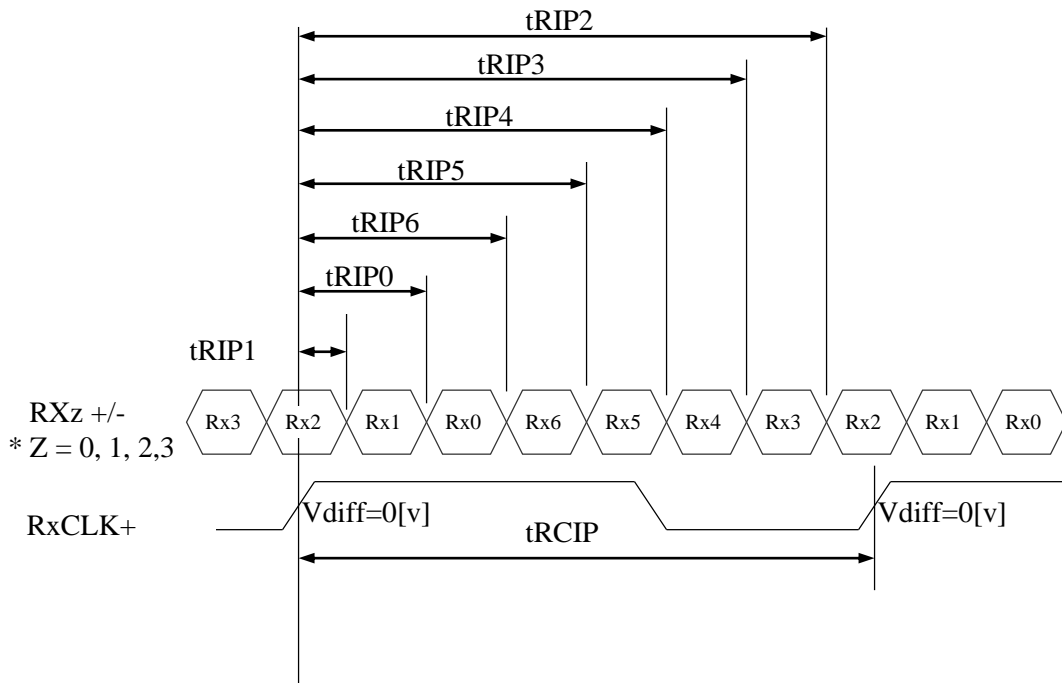 tRIP2
tRIP3
tRIP4
tRIP5
tRIP6
tRIP0
tRIP1
RXz +/-
* Z = 0, 1, 2,3
Rx3 Rx2 Rx1 Rx0 Rx6 Rx5 Rx4 Rx3 Rx2 Rx1 Rx0
RxCLK+
Vdiff=0[v] Vdiff=0[v]
tRCIP